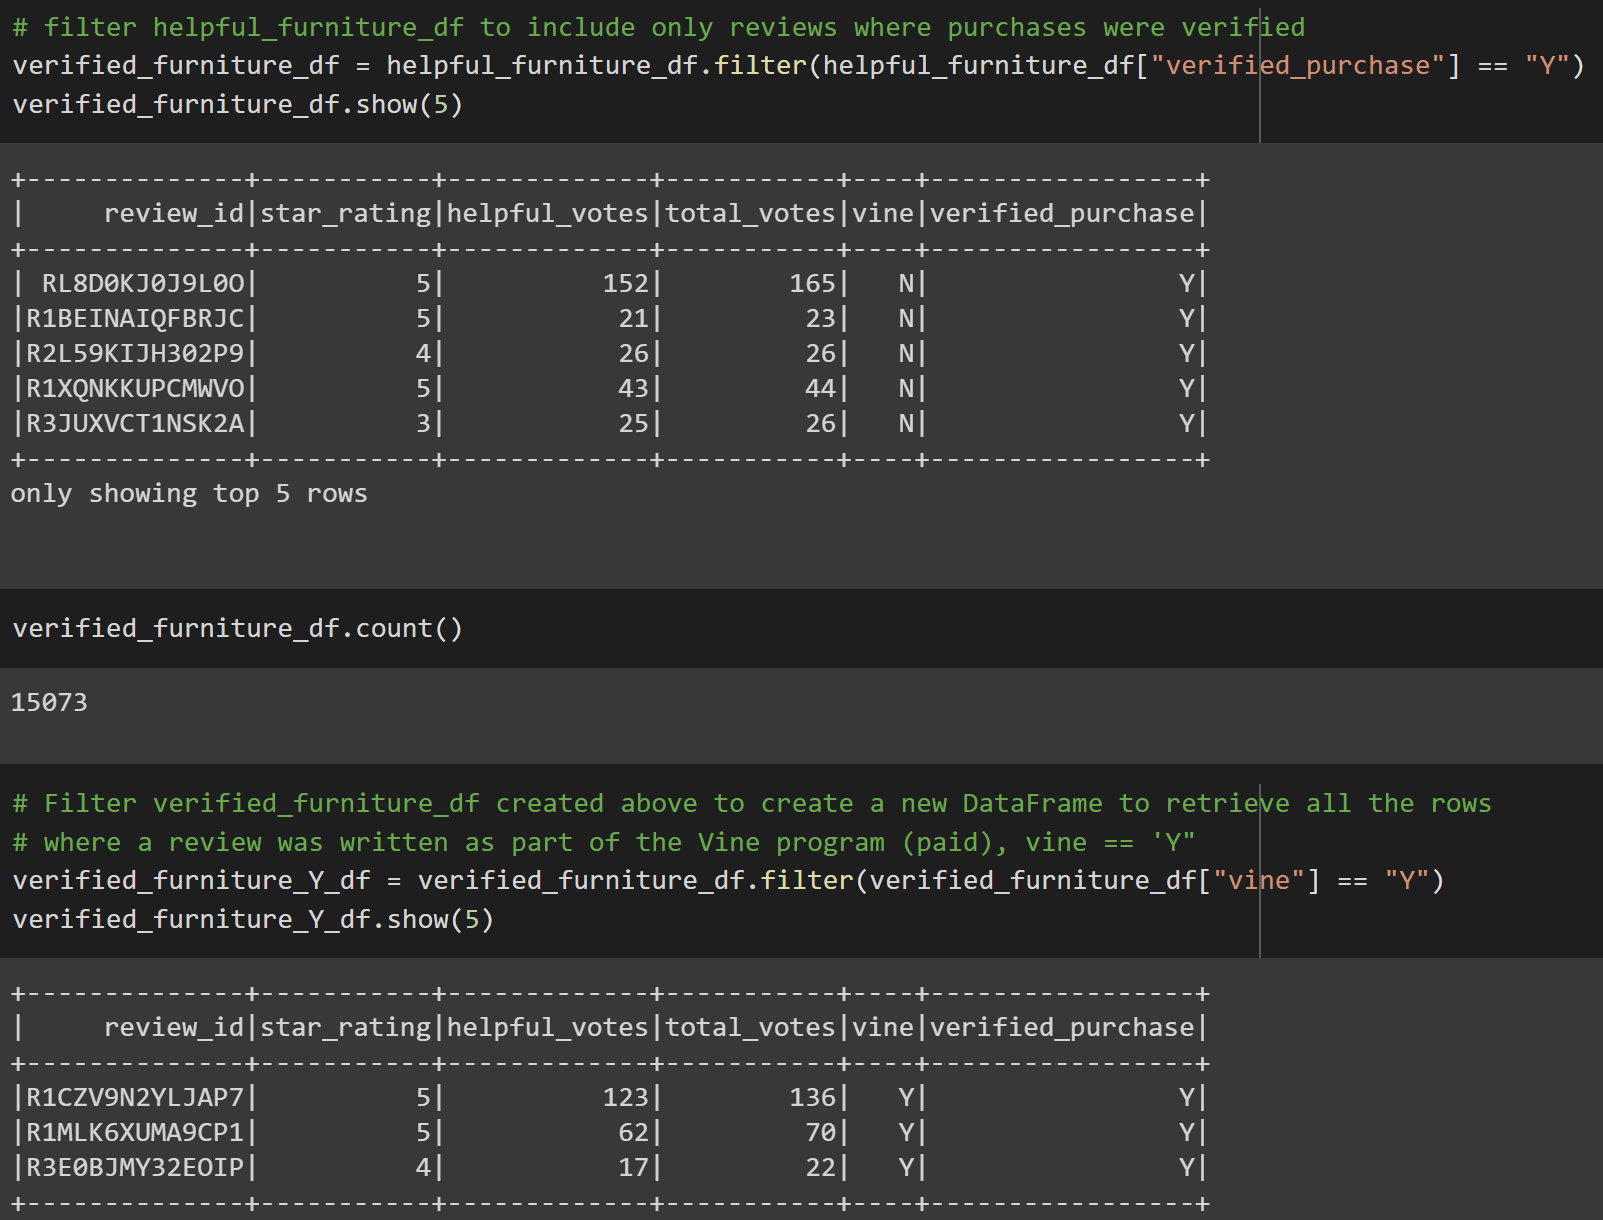 # filter helpful_furniture_df to include only reviews where purchases were verified
verified_furniture_df = helpful_furniture_df.filter(helpful_furniture_df["verified_purchase"] == "Y")
verified_furniture_df.show(5)
+--------------+-----------+-------------+-----------+----+-----------------+
|     review_id|star_rating|helpful_votes|total_votes|vine|verified_purchase|
+--------------+-----------+-------------+-----------+----+-----------------+
| RL8D0KJ0J9L0O|          5|          152|        165|   N|                Y|
|R1BEINAIQFBRJC|          5|           21|         23|   N|                Y|
|R2L59KIJH302P9|          4|           26|         26|   N|                Y|
|R1XQNKKUPCMWVO|          5|           43|         44|   N|                Y|
|R3JUXVCT1NSK2A|          3|           25|         26|   N|                Y|
+--------------+-----------+-------------+-----------+----+-----------------+
only showing top 5 rows
verified_furniture_df.count()
15073
# Filter verified_furniture_df created above to create a new DataFrame to retrieve all the rows
# where a review was written as part of the Vine program (paid), vine == 'Y"
verified_furniture_Y_df = verified_furniture_df.filter(verified_furniture_df["vine"] == "Y")
verified_furniture_Y_df.show(5)
+--------------+-----------+-------------+-----------+----+-----------------+
|     review_id|star_rating|helpful_votes|total_votes|vine|verified_purchase|
+--------------+-----------+-------------+-----------+----+-----------------+
|R1CZV9N2YLJAP7|          5|          123|        136|   Y|                Y|
|R1MLK6XUMA9CP1|          5|           62|         70|   Y|                Y|
|R3E0BJMY32EOIP|          4|           17|         22|   Y|                Y|
+--------------+-----------+-------------+-----------+----+-----------------+